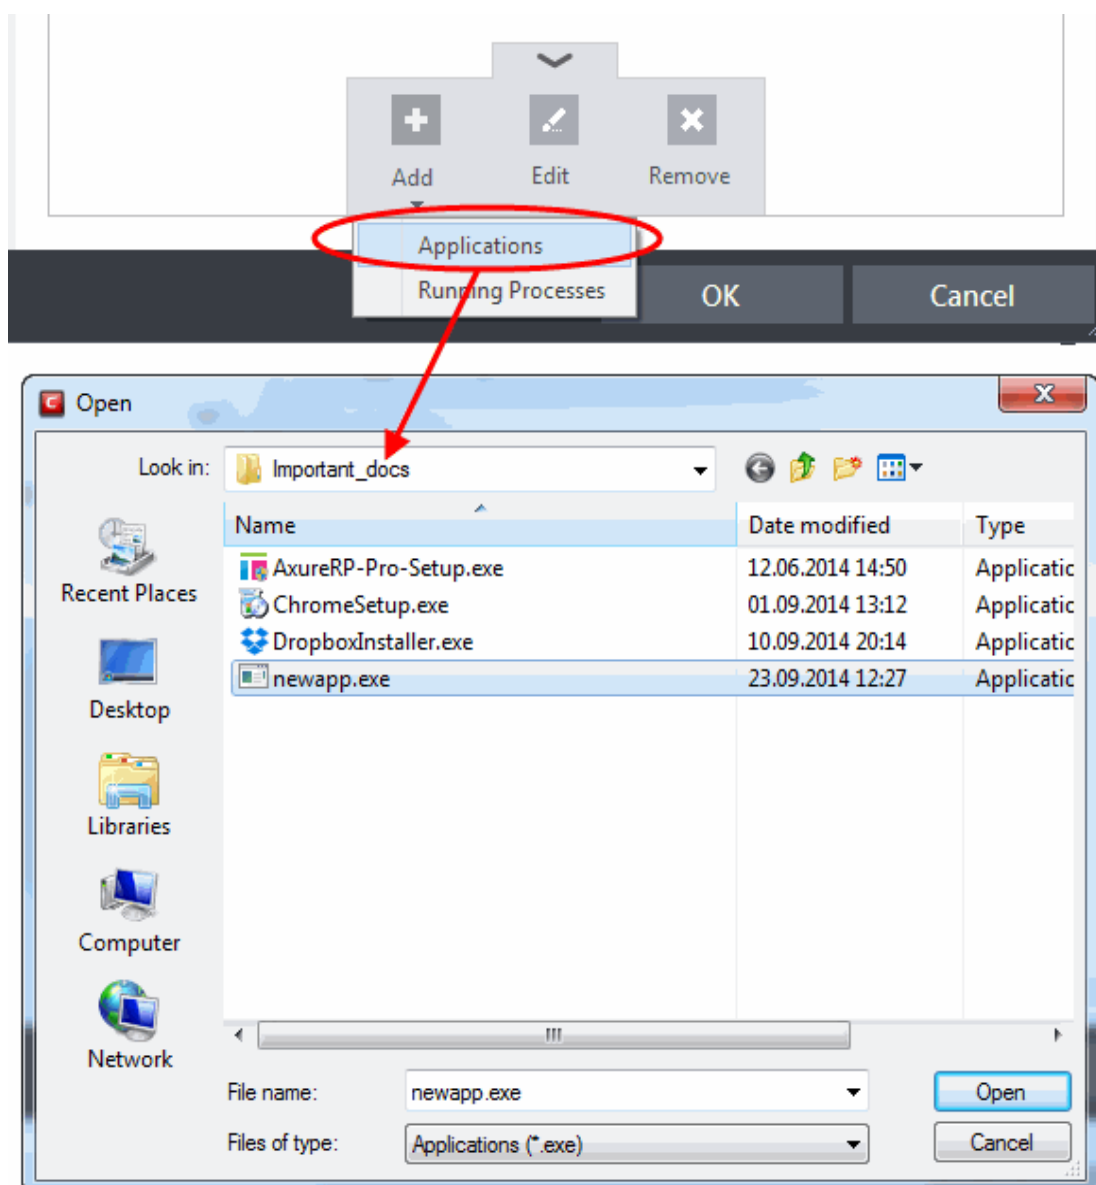 Add Edit Remove
Applications
Running Processes
OK Cancel
Open
Look in: Important_docs
Name Date modified Type
AxureRP-Pro-Setup.exe 12.06.2014 14:50 Applicatic
ChromeSetup.exe 01.09.2014 13:12 Applicatic
DropboxInstaller.exe 10.09.2014 20:14 Applicatic
newapp.exe 23.09.2014 12:27 Applicatic
Recent Places
Desktop
Libraries
Computer
Network
File name: newapp.exe Open
Files of type: Applications (*.exe) Cancel